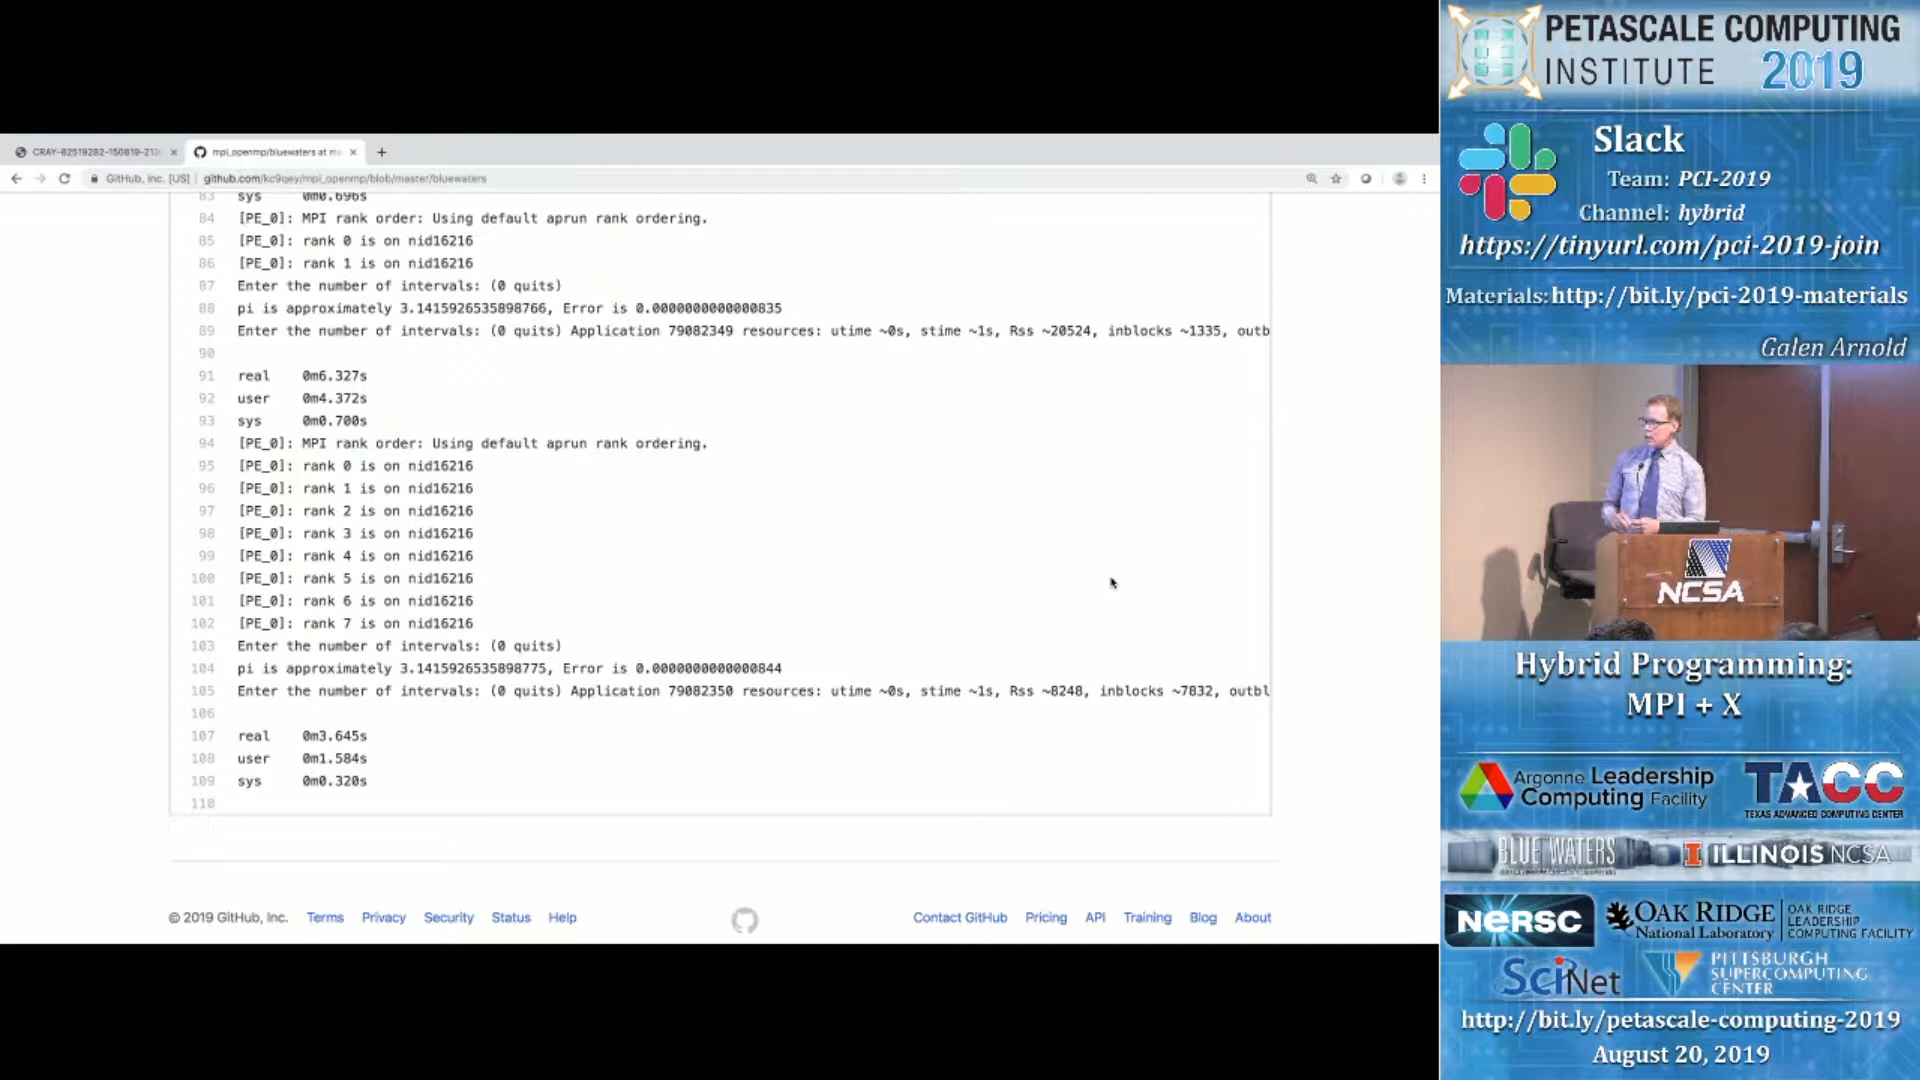 CRAY-82519282-150819-213
mpi_openmp/bluewaters at ma
GitHub, Inc. [US]
github.com/kc9qey/mpi_openmp/blob/master/bluewaters
83 sys 0m0.696s
84 [PE_0]: MPI rank order: Using default aprun rank ordering.
85 [PE_0]: rank 0 is on nid16216
86 [PE_0]: rank 1 is on nid16216
87 Enter the number of intervals: (0 quits)
88 pi is approximately 3.1415926535898766, Error is 0.0000000000000835
89 Enter the number of intervals: (0 quits) Application 79082349 resources: utime ~0s, stime ~1s, Rss ~20524, inblocks ~1335, outb
90
91 real 0m6.327s
92 user 0m4.372s
93 sys 0m0.700s
94 [PE_0]: MPI rank order: Using default aprun rank ordering.
95 [PE_0]: rank 0 is on nid16216
96 [PE_0]: rank 1 is on nid16216
97 [PE_0]: rank 2 is on nid16216
98 [PE_0]: rank 3 is on nid16216
99 [PE_0]: rank 4 is on nid16216
100 [PE_0]: rank 5 is on nid16216
101 [PE_0]: rank 6 is on nid16216
102 [PE_0]: rank 7 is on nid16216
103 Enter the number of intervals: (0 quits)
104 pi is approximately 3.1415926535898775, Error is 0.0000000000000844
105 Enter the number of intervals: (0 quits) Application 79082350 resources: utime ~0s, stime ~1s, Rss ~8248, inblocks ~7832, outbl
106
107 real 0m3.645s
108 user 0m1.584s
109 sys 0m0.320s
110
© 2019 GitHub, Inc. Terms Privacy Security Status Help
Contact GitHub Pricing API Training Blog About
PETASCALE COMPUTING
INSTITUTE 2019
Slack
Team: PCI-2019
Channel: hybrid
https://tinyurl.com/pci-2019-join
Materials: http://bit.ly/pci-2019-materials
Galen Arnold
NCSA
Hybrid Programming:
MPI + X
Argonne Leadership
Computing Facility
TACC
TEXAS ADVANCED COMPUTING CENTER
BLUE WATERS
I ILLINOIS NCSA
NERSC
OAK RIDGE
National Laboratory
OAK RIDGE
LEADERSHIP
COMPUTING FACILITY
SciNet
PITTSBURGH
SUPERCOMPUTING
CENTER
http://bit.ly/petascale-computing-2019
August 20, 2019